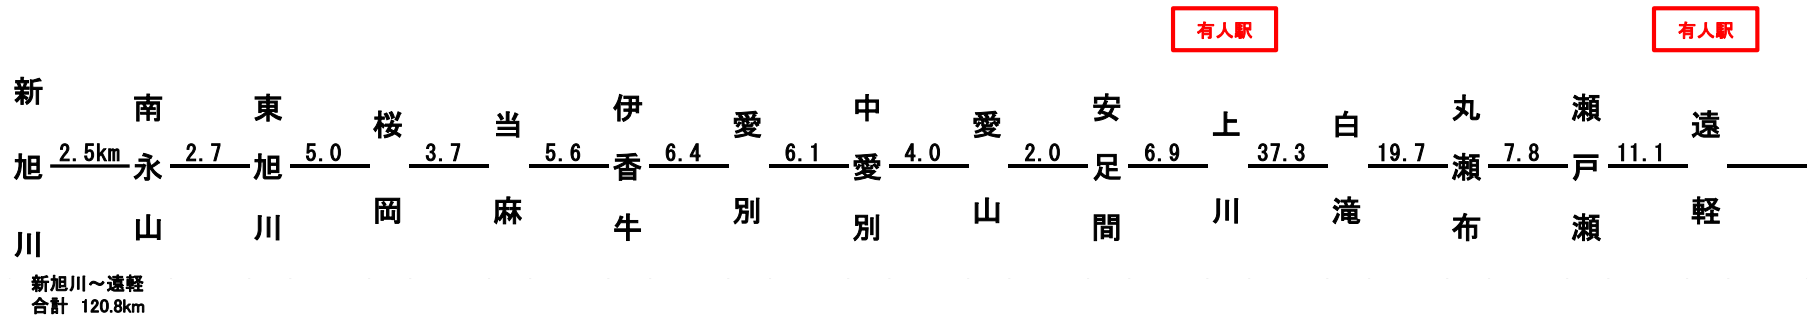 有人駅 有人駅
新旭川 2.5km 南永山 2.7 東旭川 5.0 桜岡 3.7 当麻 5.6 伊香牛 6.4 愛別 6.1 中愛別 4.0 愛山 2.0 安足間 6.9 上川 37.3 白滝 19.7 丸瀬布 7.8 瀬戸瀬 11.1 遠軽
新旭川～遠軽
合計 120.8km